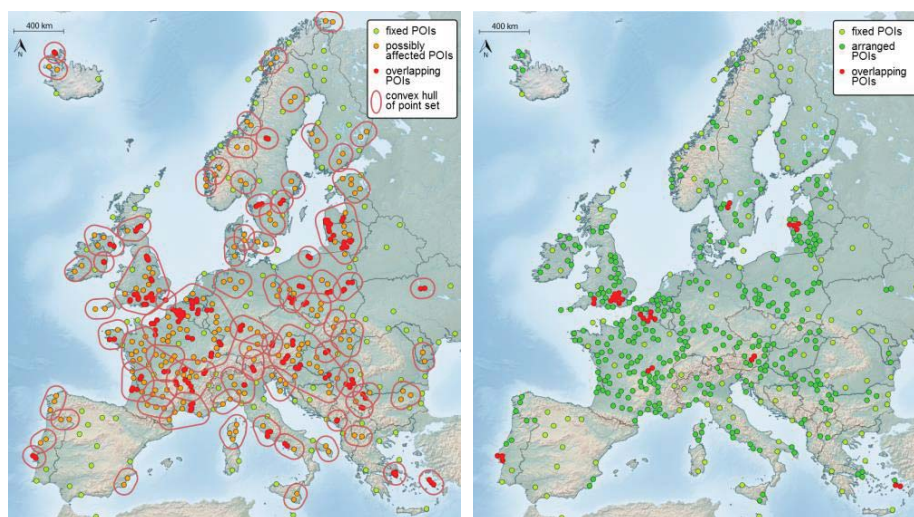 400 km
N
fixed POIs
possibly
affected POIs
overlapping
POIs
convex hull
of point set
400 km
N
fixed POIs
arranged
POIs
overlapping POIs